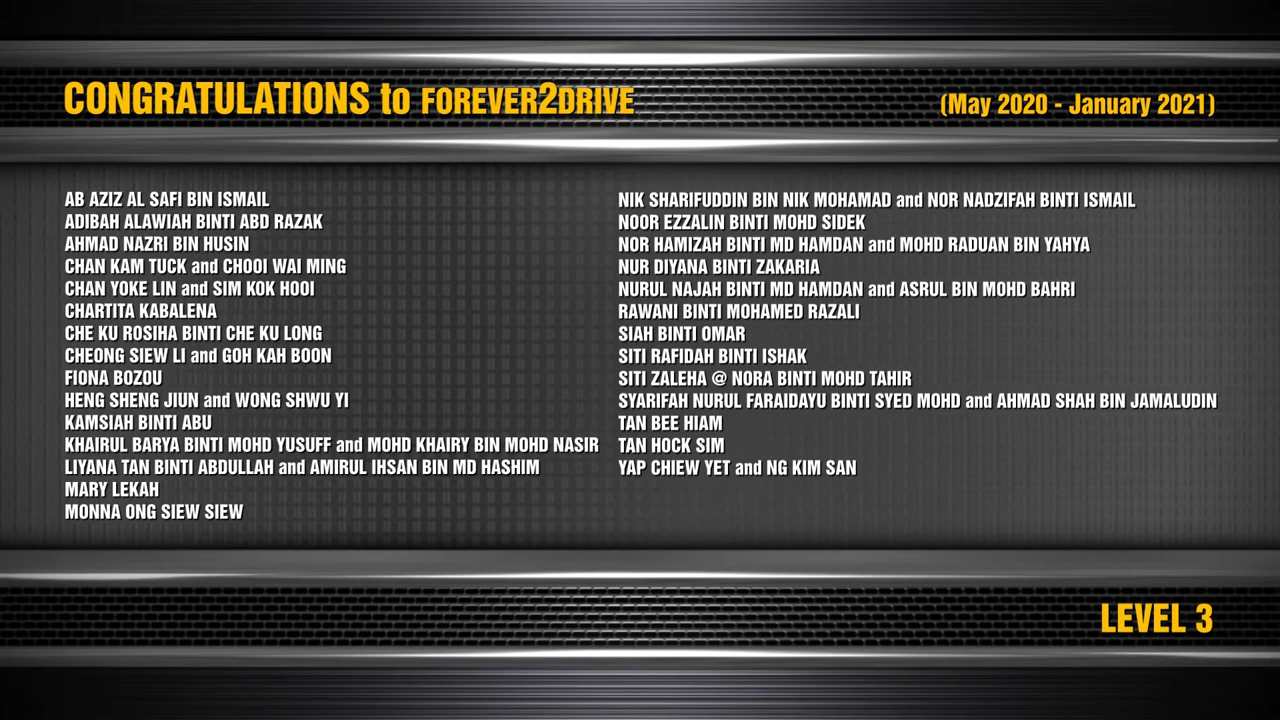 CONGRATULATIONS to FOREVER2DRIVE
(May 2020 - January 2021)
AB AZIZ AL SAFI BIN ISMAIL
ADIBAH ALAWIAH BINTI ABD RAZAK
AHMAD NAZRI BIN HUSIN
CHAN KAM TUCK and CHOOI WAI MING
CHAN YOKE LIN and SIM KOK HOOI
CHARTITA KABALENA
CHE KU ROSIHA BINTI CHE KU LONG
CHEONG SIEW LI and GOH KAH BOON
FIONA BOZOU
HENG SHENG JIUN and WONG SHWU YI
KAMSIAH BINTI ABU
KHAIRUL BARYA BINTI MOHD YUSUFF and MOHD KHAIRY BIN MOHD NASIR
LIYANA TAN BINTI ABDULLAH and AMIRUL IHSAN BIN MD HASHIM
MARY LEKAH
MONNA ONG SIEW SIEW
NIK SHARIFUDDIN BIN NIK MOHAMAD and NOR NADZIFAH BINTI ISMAIL
NOOR EZZALIN BINTI MOHD SIDEK
NOR HAMIZAH BINTI MD HAMDAN and MOHD RADUAN BIN YAHYA
NUR DIYANA BINTI ZAKARIA
NURUL NAJAH BINTI MD HAMDAN and ASRUL BIN MOHD BAHRI
RAWANI BINTI MOHAMED RAZALI
SIAH BINTI OMAR
SITI RAFIDAH BINTI ISHAK
SITI ZALEHA @ NORA BINTI MOHD TAHIR
SYARIFAH NURUL FARAIDAYU BINTI SYED MOHD and AHMAD SHAH BIN JAMALUDIN
TAN BEE HIAM
TAN HOCK SIM
YAP CHIEW YET and NG KIM SAN
LEVEL 3